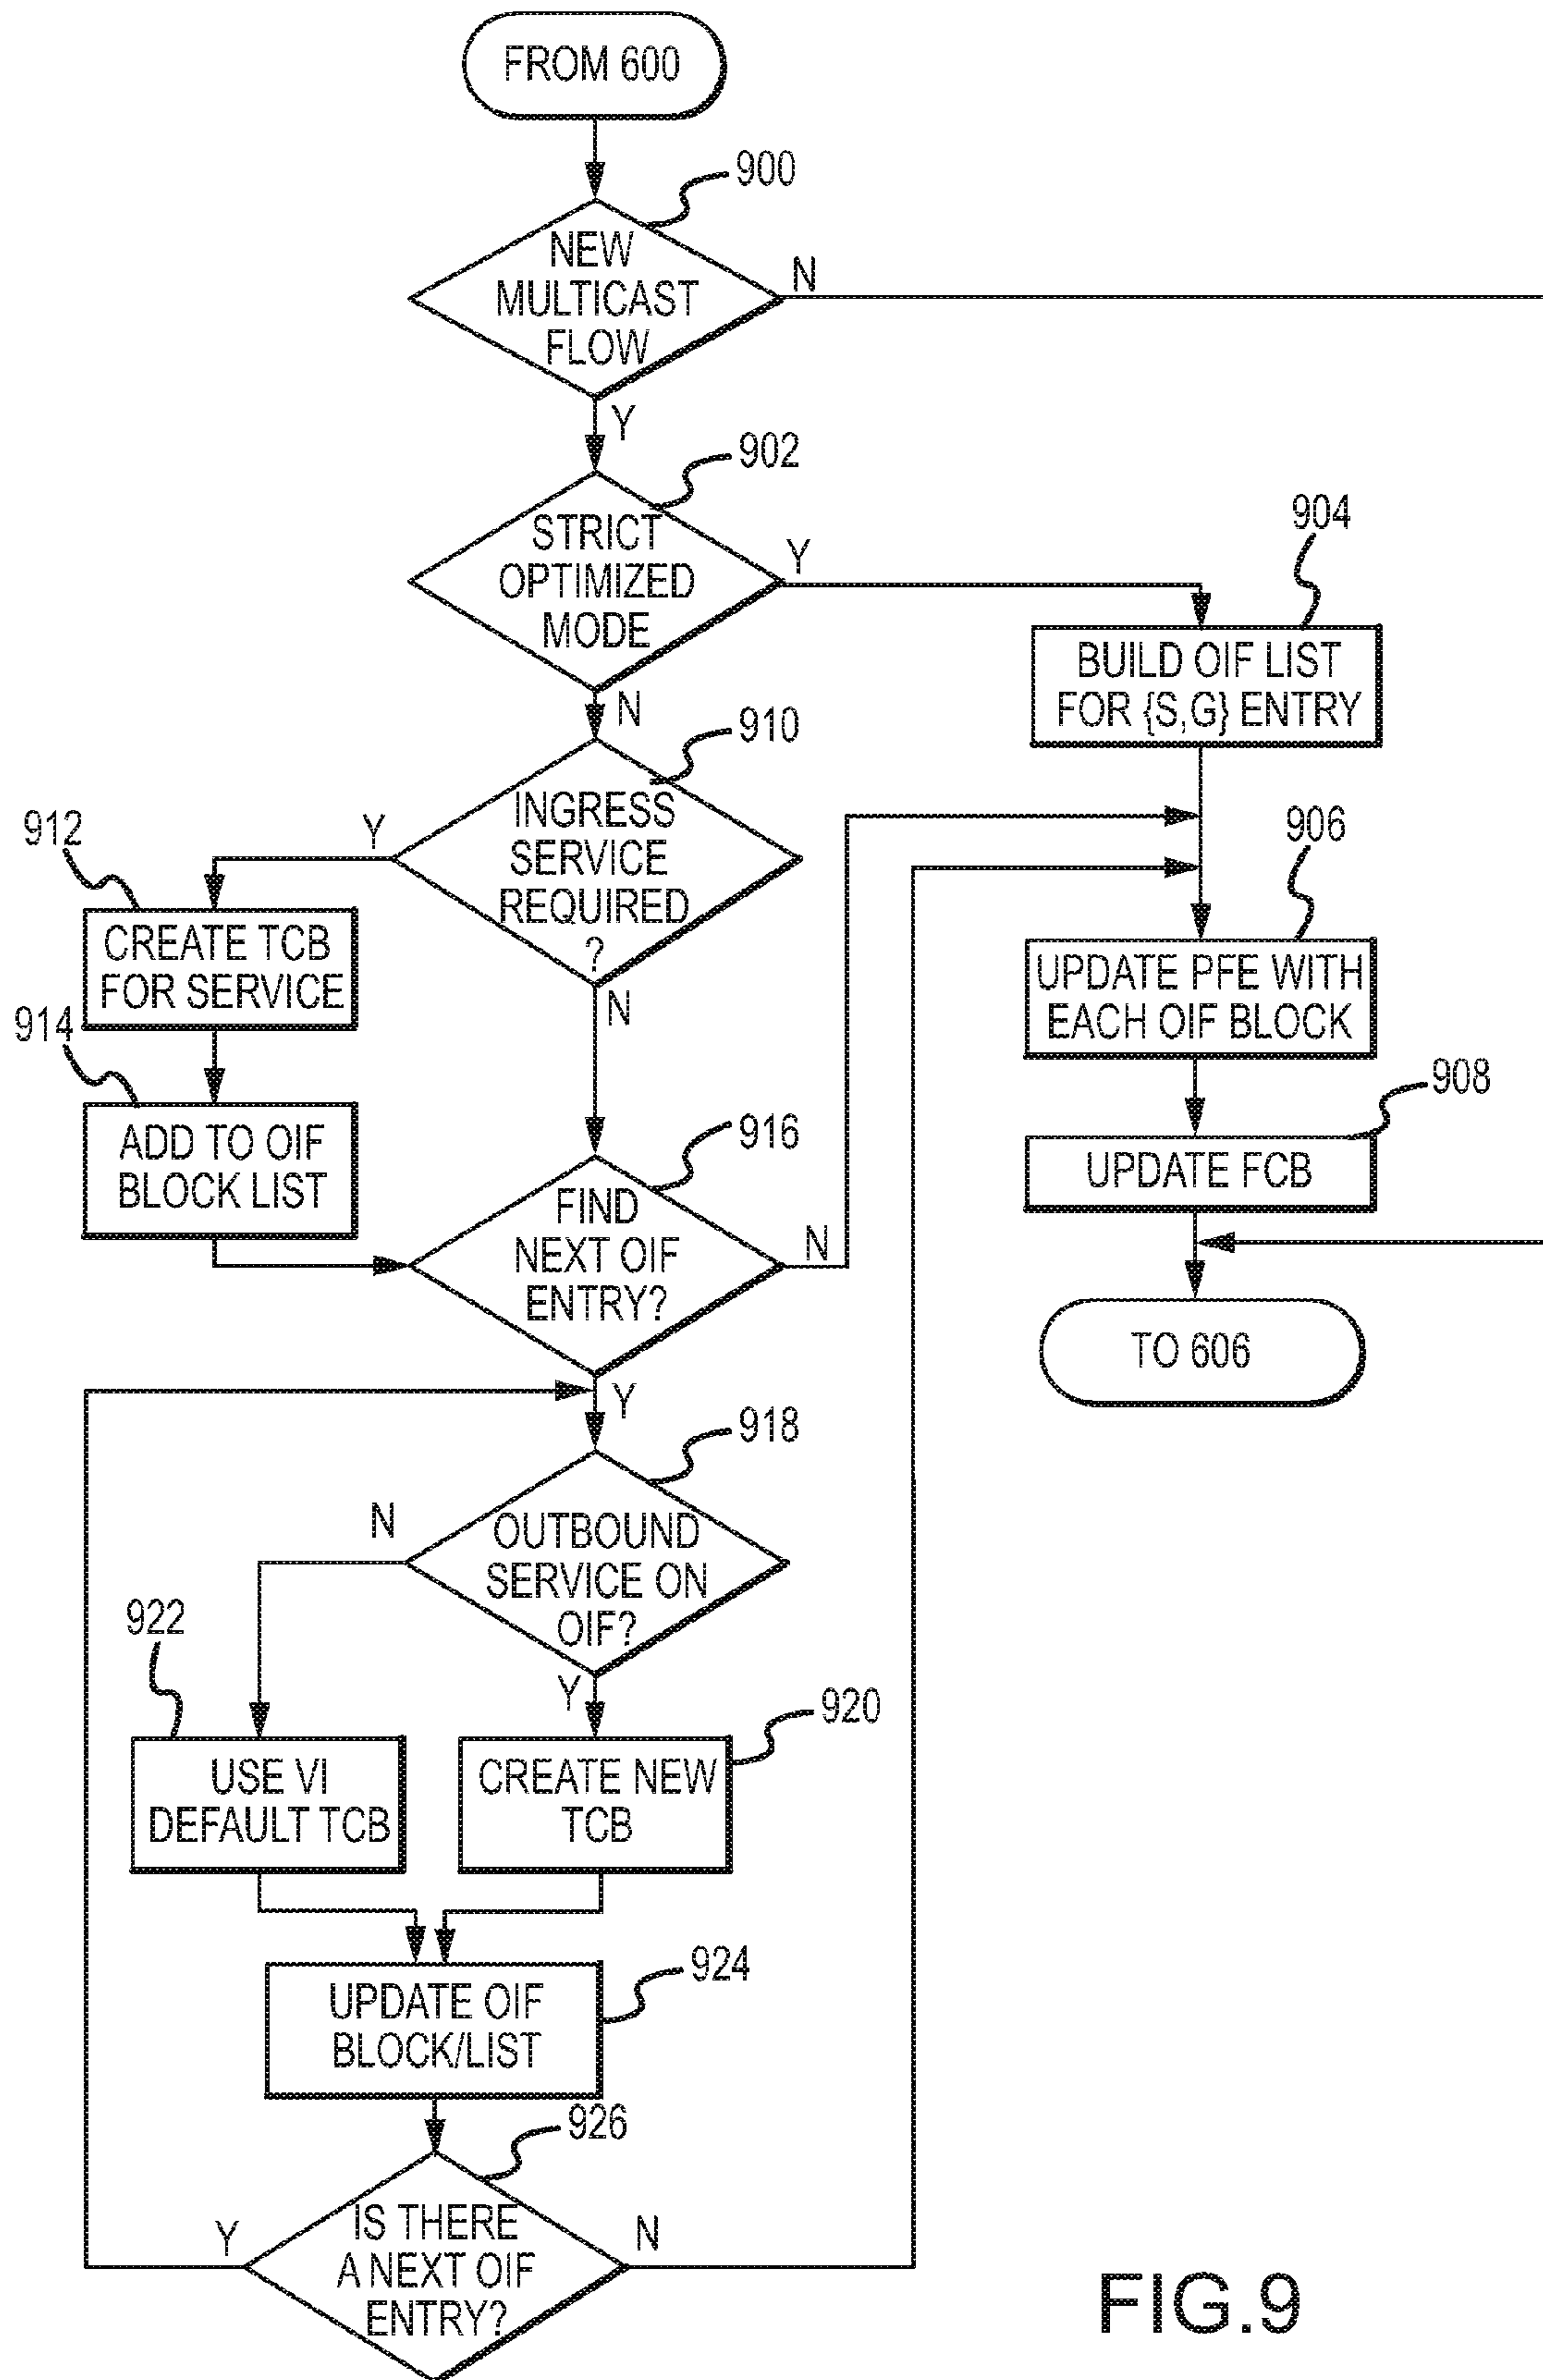 FROM 600
900
NEW
MULTICAST
FLOW
N
Y
902
STRICT
OPTIMIZED
MODE
Y
N
904
BUILD OIF LIST
FOR {S,G} ENTRY
910
INGRESS
SERVICE
REQUIRED
?
Y
N
912
CREATE TCB
FOR SERVICE
914
ADD TO OIF
BLOCK LIST
906
UPDATE PFE WITH
EACH OIF BLOCK
908
UPDATE FCB
TO 606
916
FIND
NEXT OIF
ENTRY?
N
Y
918
OUTBOUND
SERVICE ON
OIF?
N
Y
922
USE VI
DEFAULT TCB
920
CREATE NEW
TCB
924
UPDATE OIF
BLOCK/LIST
926
IS THERE
A NEXT OIF
ENTRY?
Y
N
FIG.9